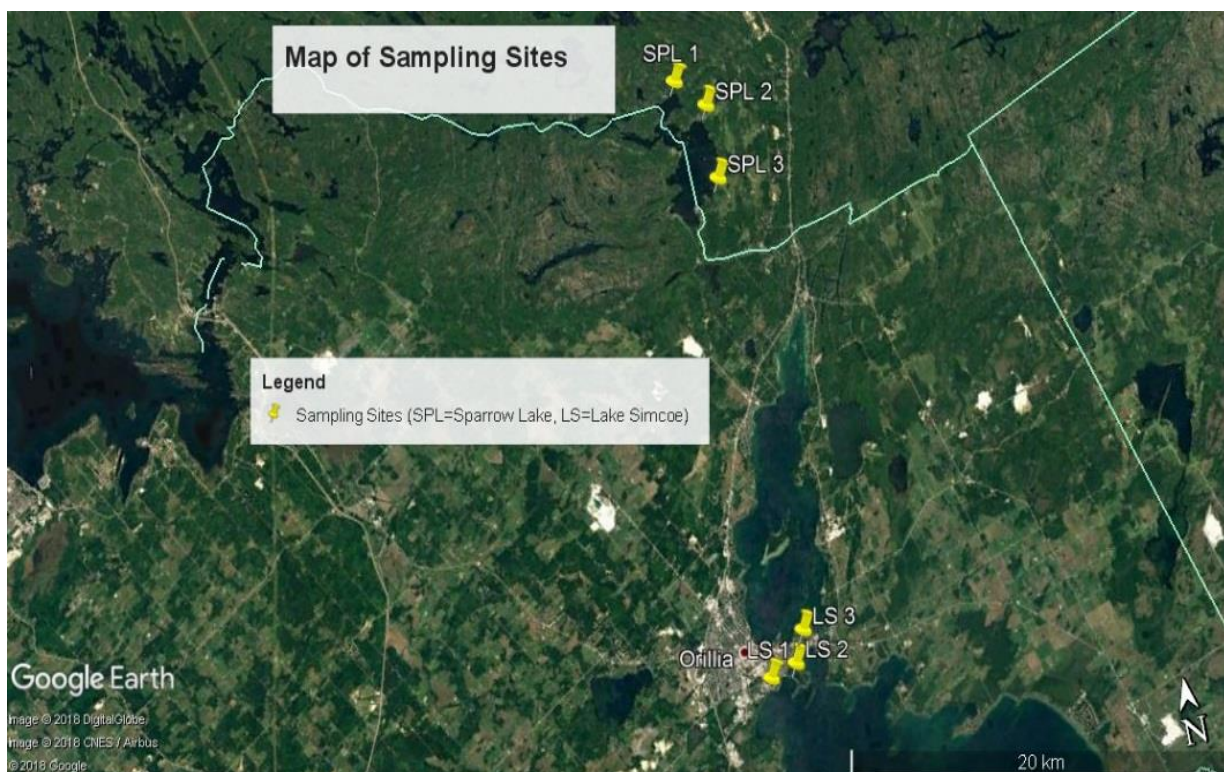 Map of Sampling Sites
SPL 1
SPL 2
SPL 3
Legend
Sampling Sites (SPL=Sparrow Lake, LS=Lake Simcoe)
LS 3
Orillia
LS 1
LS 2
Google Earth
Image © 2018 DigitalGlobe
Image © 2018 CNES / Airbus
© 2018 Google
N
20 km